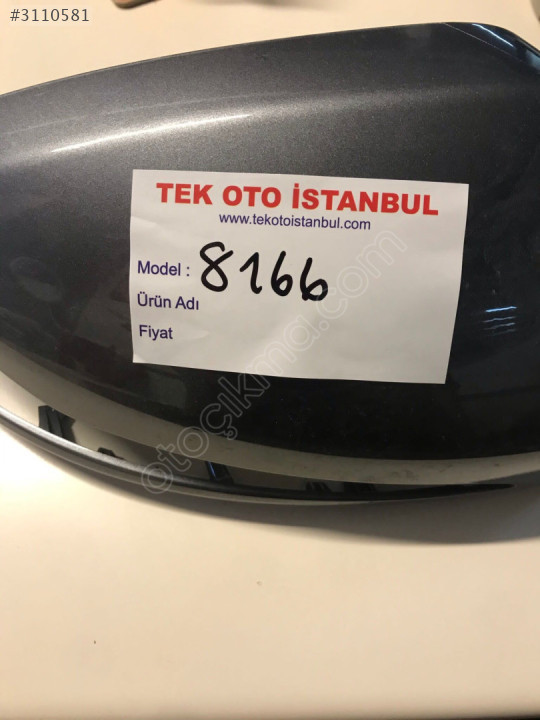 #3110581
TEK OTO İSTANBUL
www.tekotoistanbul.com
Model : 8166
Ürün Adı
Fiyat
otoçıkma.com